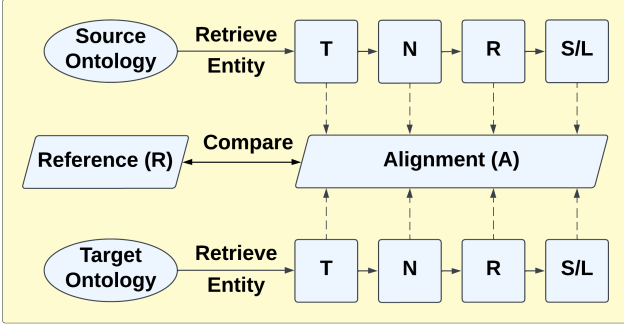 Source
Ontology
Retrieve
Entity
T
N
R
S/L
Reference (R)
Compare
Alignment (A)
Target
Ontology
Retrieve
Entity
T
N
R
S/L